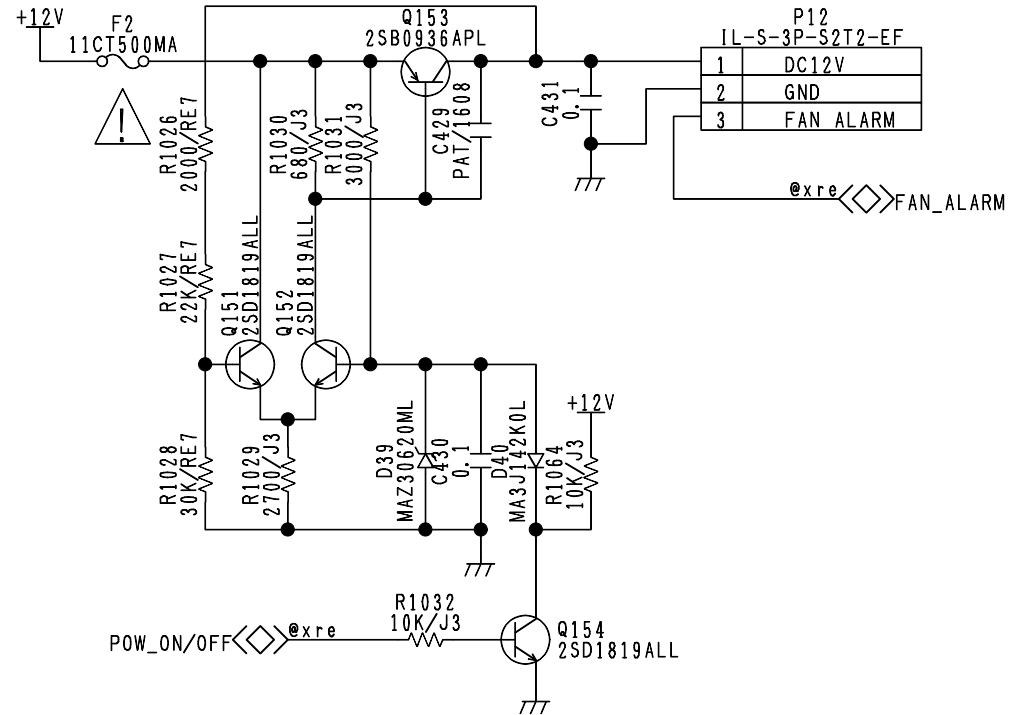 +12V
F2
11CT500MA
!
Q153
2SB0936APL
P12
IL-S-3P-S2T2-EF
1 DC12V
2 GND
3 FAN ALARM
C431
0.1
@xre
FAN_ALARM
R1026
2000/RE7
R1030
680/J3
R1031
3000/J3
C429
PAT/1608
R1027
22K/RE7
Q151
2SD1819ALL
Q152
2SD1819ALL
R1028
30K/RE7
R1029
2700/J3
D39
MAZ30620ML
C430
0.1
D40
MA3J142K0L
+12V
R1064
10K/J3
POW_ON/OFF
@xre
R1032
10K/J3
Q154
2SD1819ALL